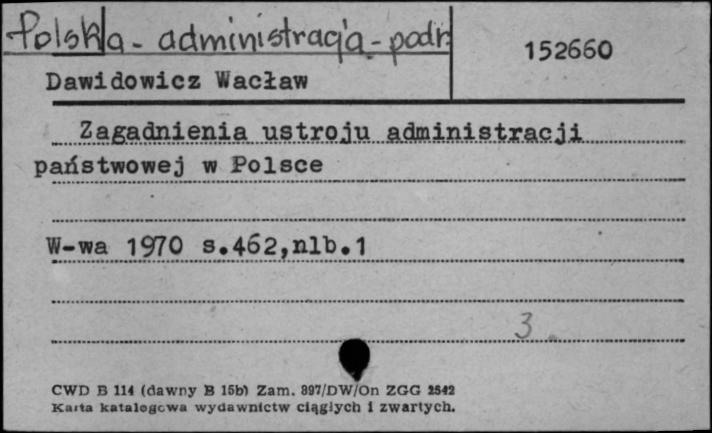 Polska - administracja - podr.
152660
Dawidowicz Wacław
Zagadnienia ustroju administracji
państwowej w Polsce
W-wa 1970 s.462,nlb.1
3
CWD B 114 (dawny B 15b) Zam. 897/DW/On ZGG 2542
Karta katalogowa wydawnictw ciągłych i zwartych.